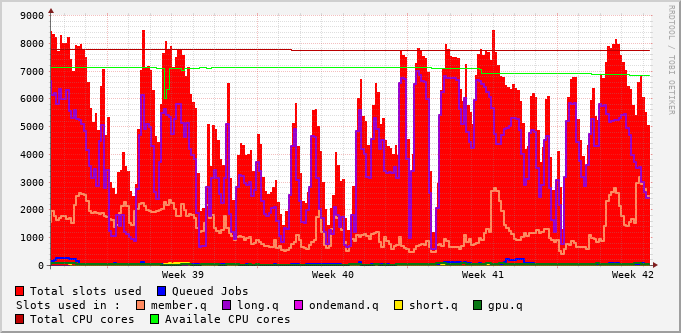 RRDTOOL / TOBI OETIKER
9000
8000
7000
6000
5000
4000
3000
2000
1000
0
Week 39 Week 40 Week 41 Week 42
Total slots used Queued Jobs
Slots used in : member.q long.q ondemand.q short.q gpu.q
Total CPU cores Availale CPU cores